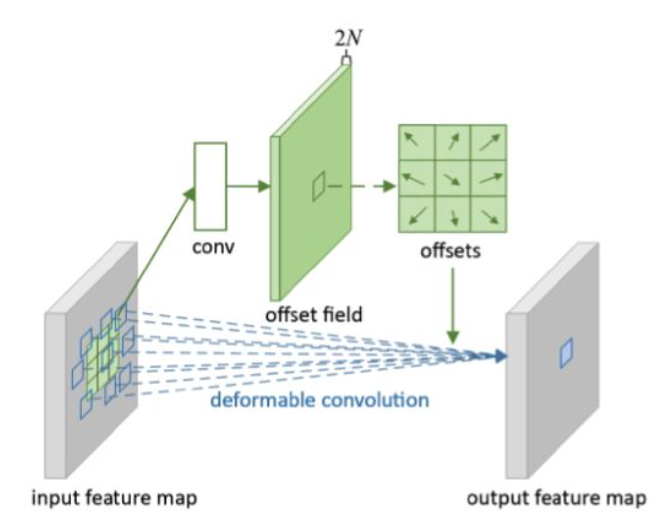 2N
conv
offsets
offset field
deformable convolution
input feature map
output feature map